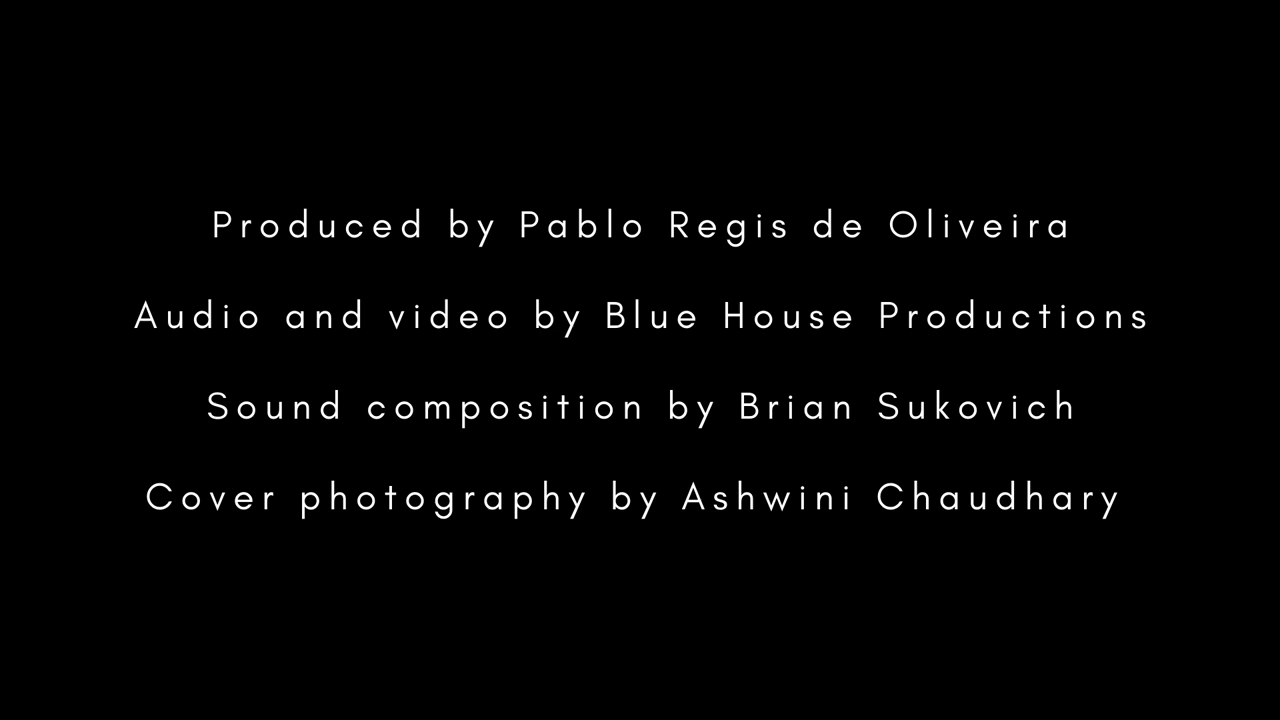 Produced by Pablo Regis de Oliveira
Audio and video by Blue House Productions
Sound composition by Brian Sukovich
Cover photography by Ashwini Chaudhary